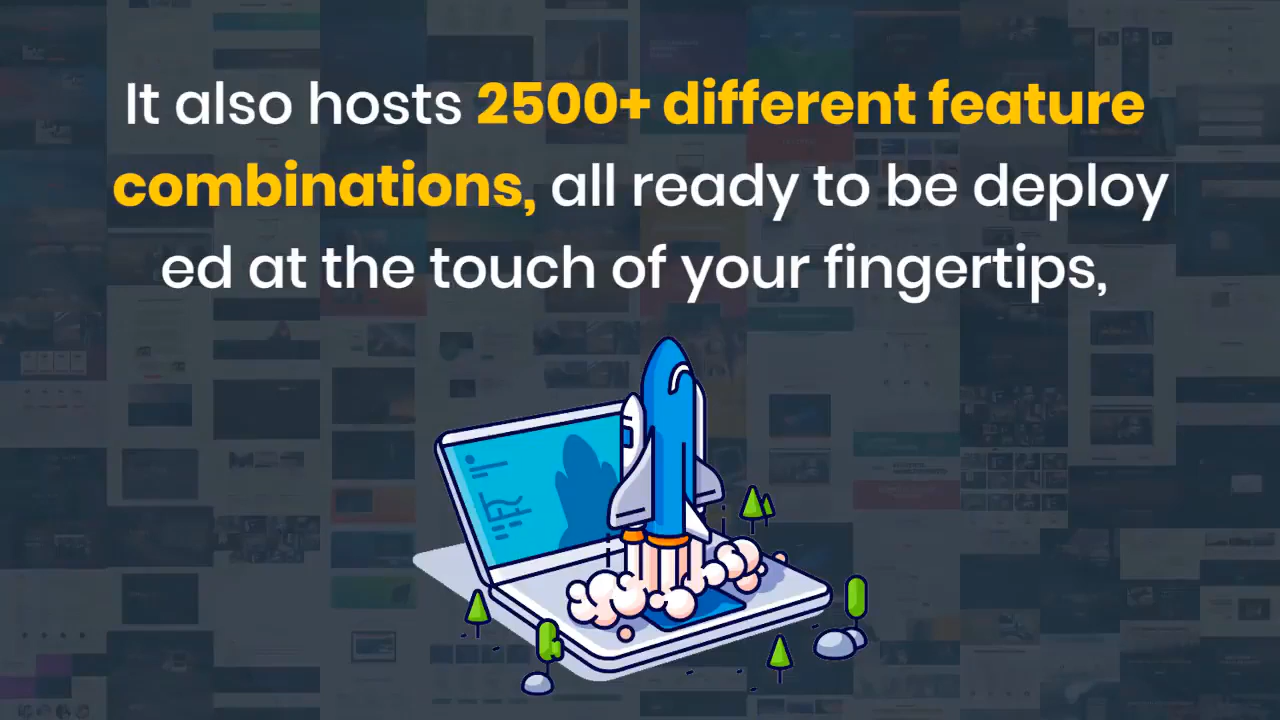 It also hosts 2500+ different feature
combinations, all ready to be deploy
ed at the touch of your fingertips,